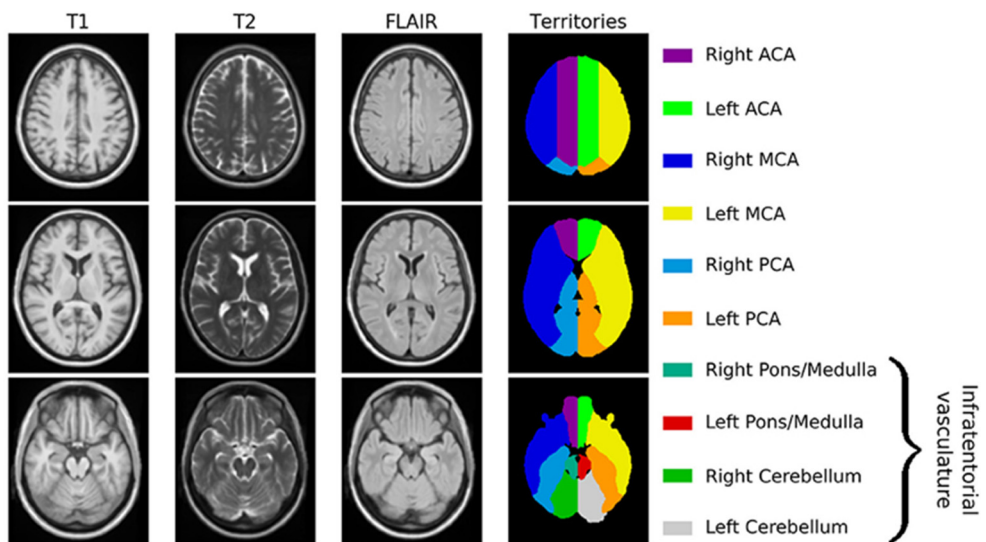 T1 T2 FLAIR Territories
Right ACA
Left ACA
Right MCA
Left MCA
Right PCA
Left PCA
Right Pons/Medulla
Left Pons/Medulla
Right Cerebellum
Left Cerebellum
Infratentorial
vasculature